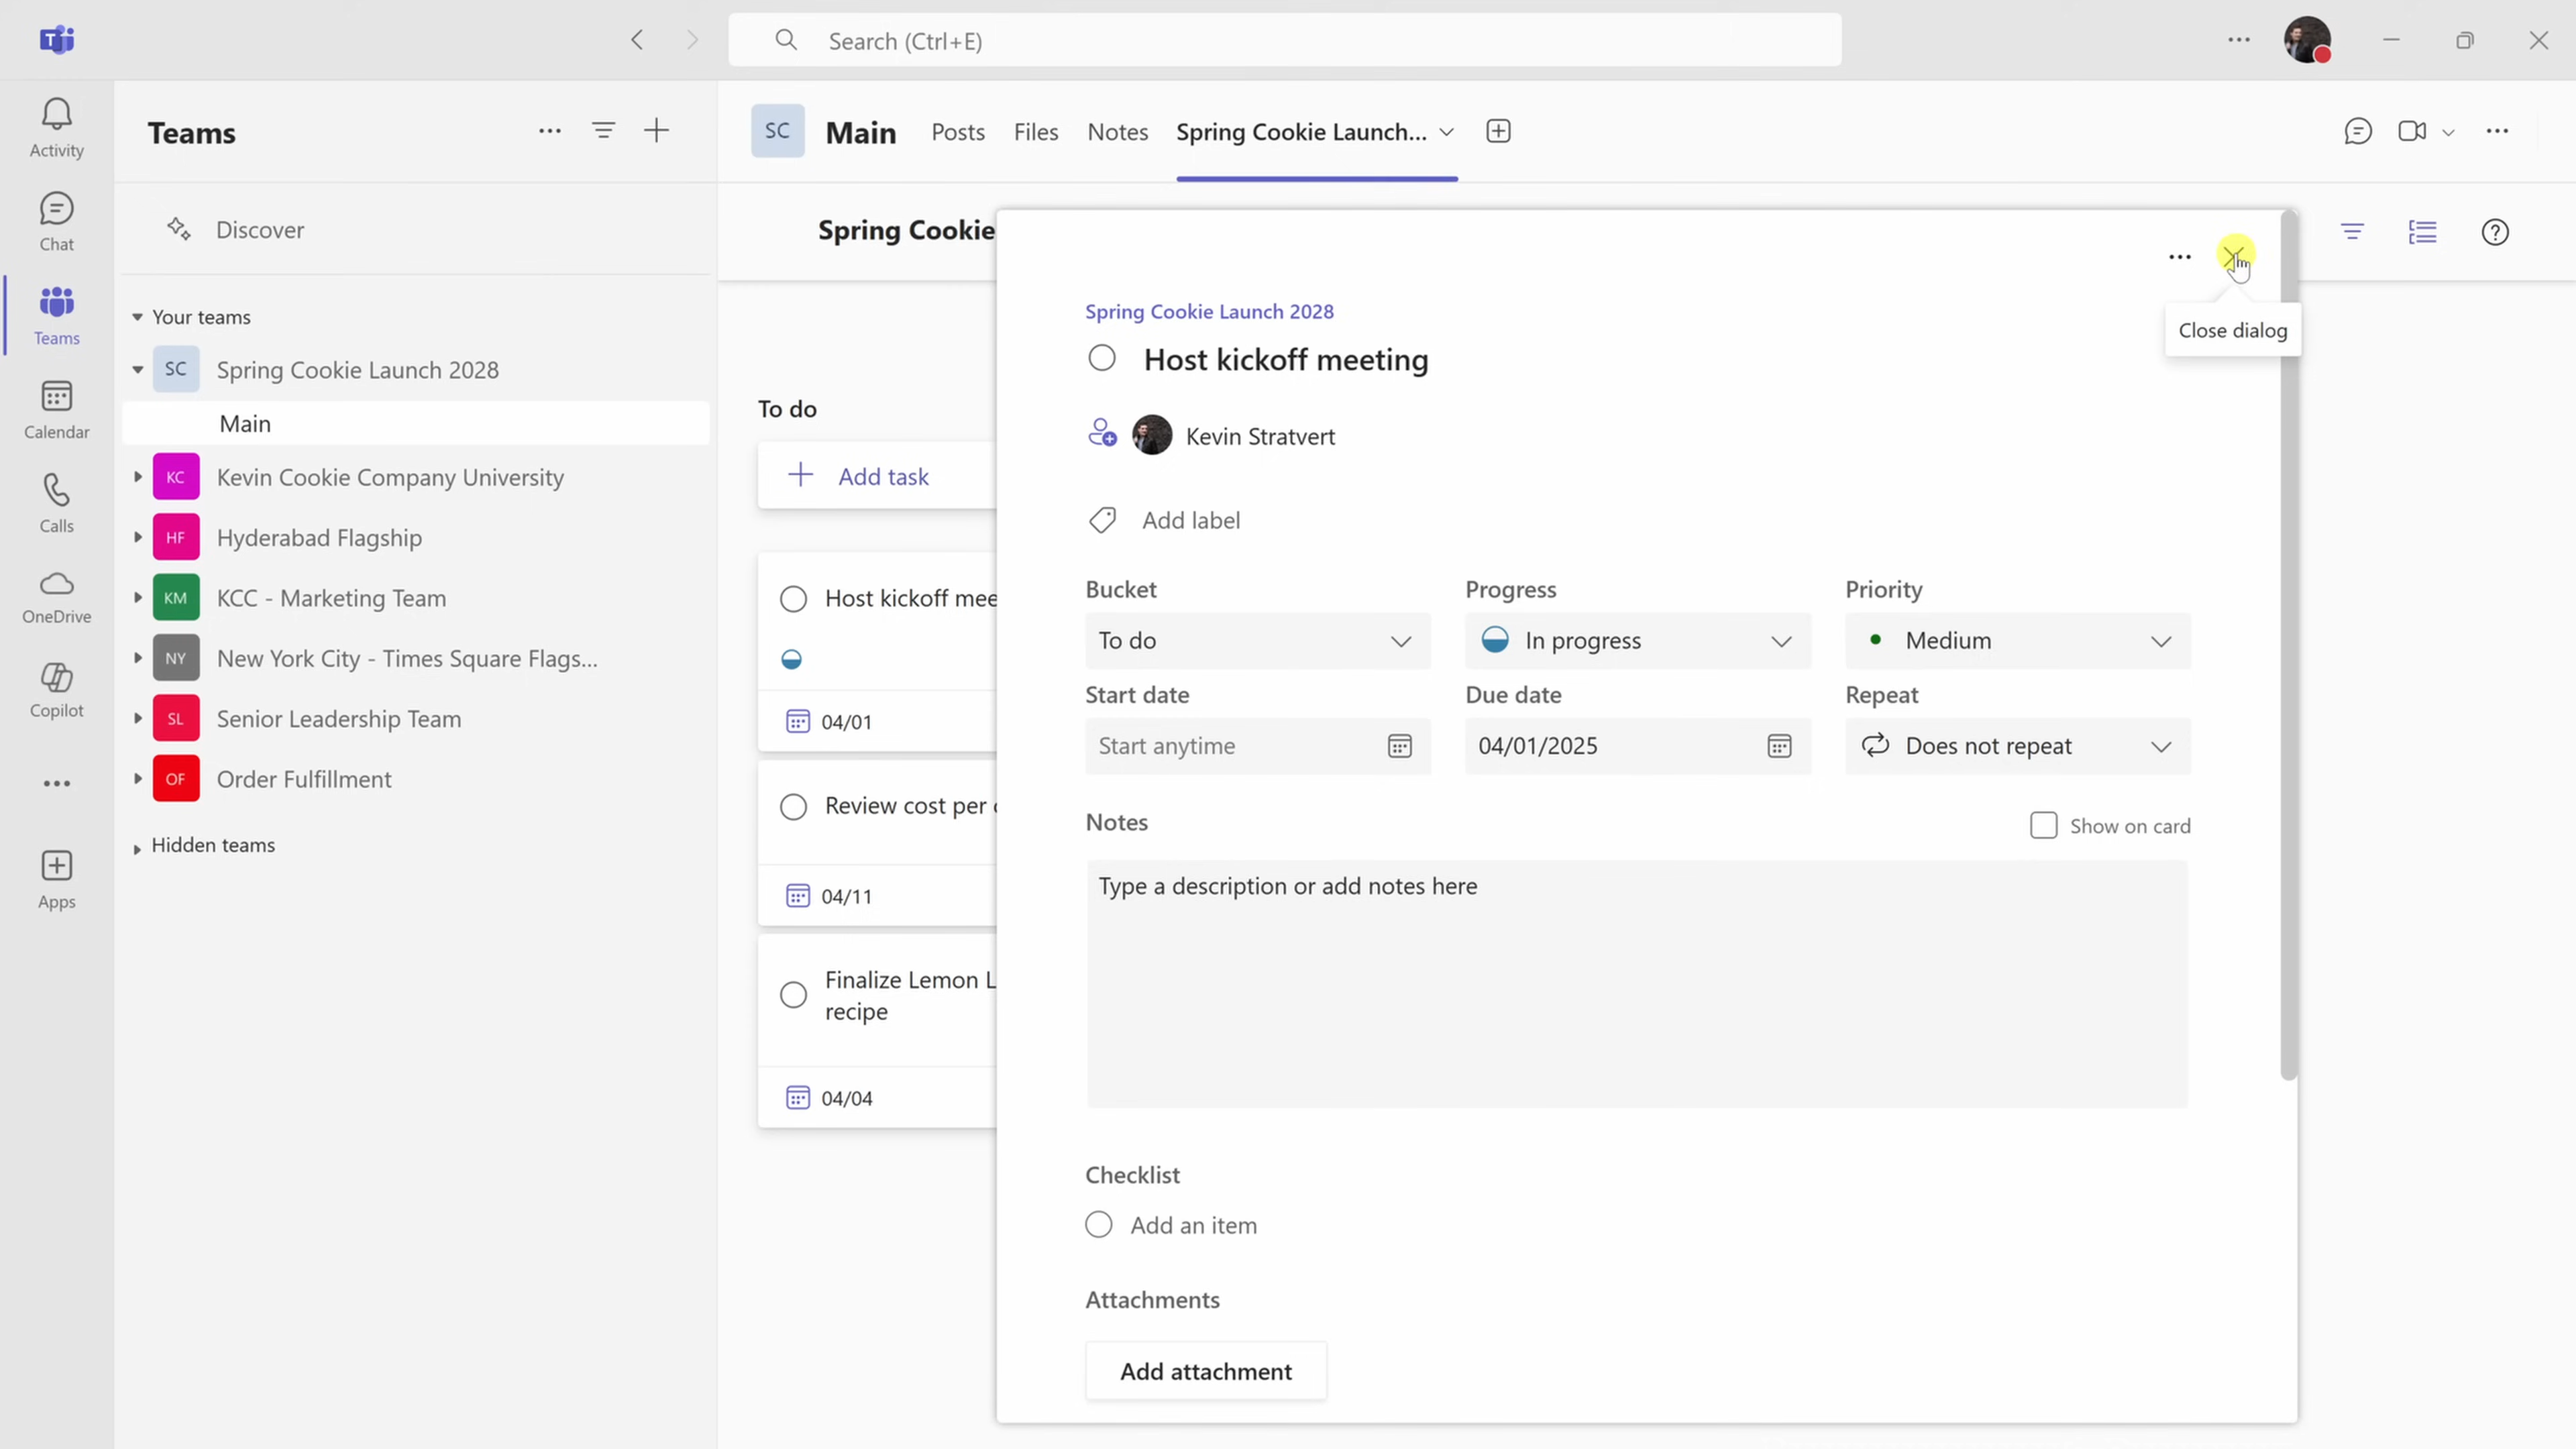 Search (Ctrl+E)
Activity
Chat
Teams
Calendar
Calls
OneDrive
Copilot
Apps
Teams
Discover
Your teams
SC Spring Cookie Launch 2028
Main
KC Kevin Cookie Company University
HF Hyderabad Flagship
KM KCC - Marketing Team
NY New York City - Times Square Flags...
SL Senior Leadership Team
OF Order Fulfillment
Hidden teams
SC Main Posts Files Notes Spring Cookie Launch...
Spring Cookie
To do
Add task
Host kickoff mee
04/01
Review cost per
04/11
Finalize Lemon L
recipe
04/04
Close dialog
Spring Cookie Launch 2028
Host kickoff meeting
Kevin Stratvert
Add label
Bucket Progress Priority
To do In progress Medium
Start date Due date Repeat
Start anytime 04/01/2025 Does not repeat
Notes Show on card
Type a description or add notes here
Checklist
Add an item
Attachments
Add attachment